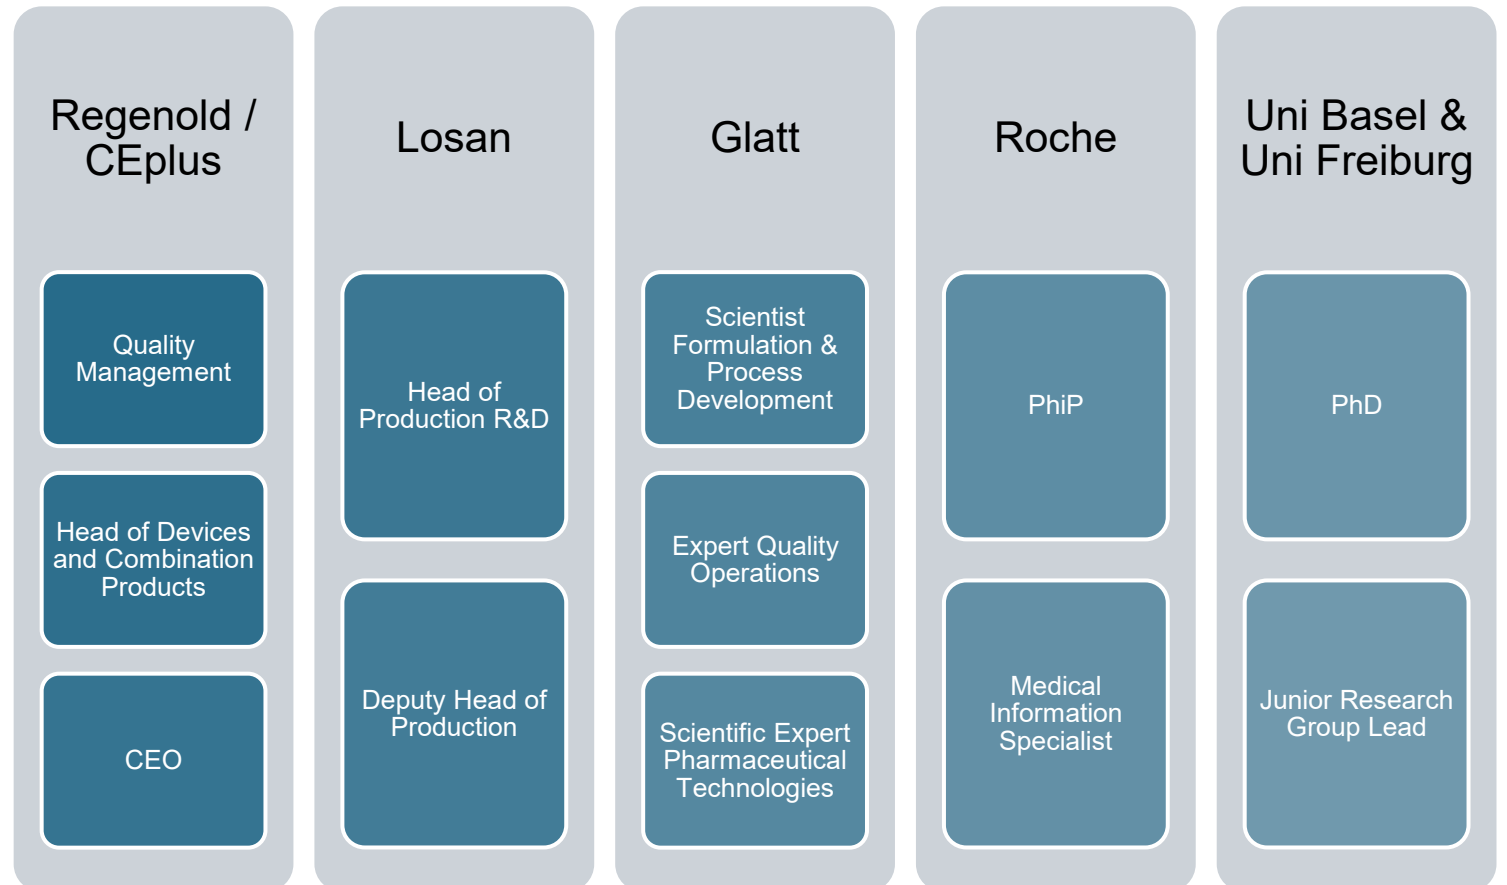 Regenold /
CEplus
Quality
Management
Head of Devices
and Combination
Products
CEO
Losan
Head of
Production R&D
Deputy Head of
Production
Glatt
Scientist
Formulation &
Process
Development
Expert Quality
Operations
Scientific Expert
Pharmaceutical
Technologies
Roche
PhiP
Medical
Information
Specialist
Uni Basel &
Uni Freiburg
PhD
Junior Research
Group Lead